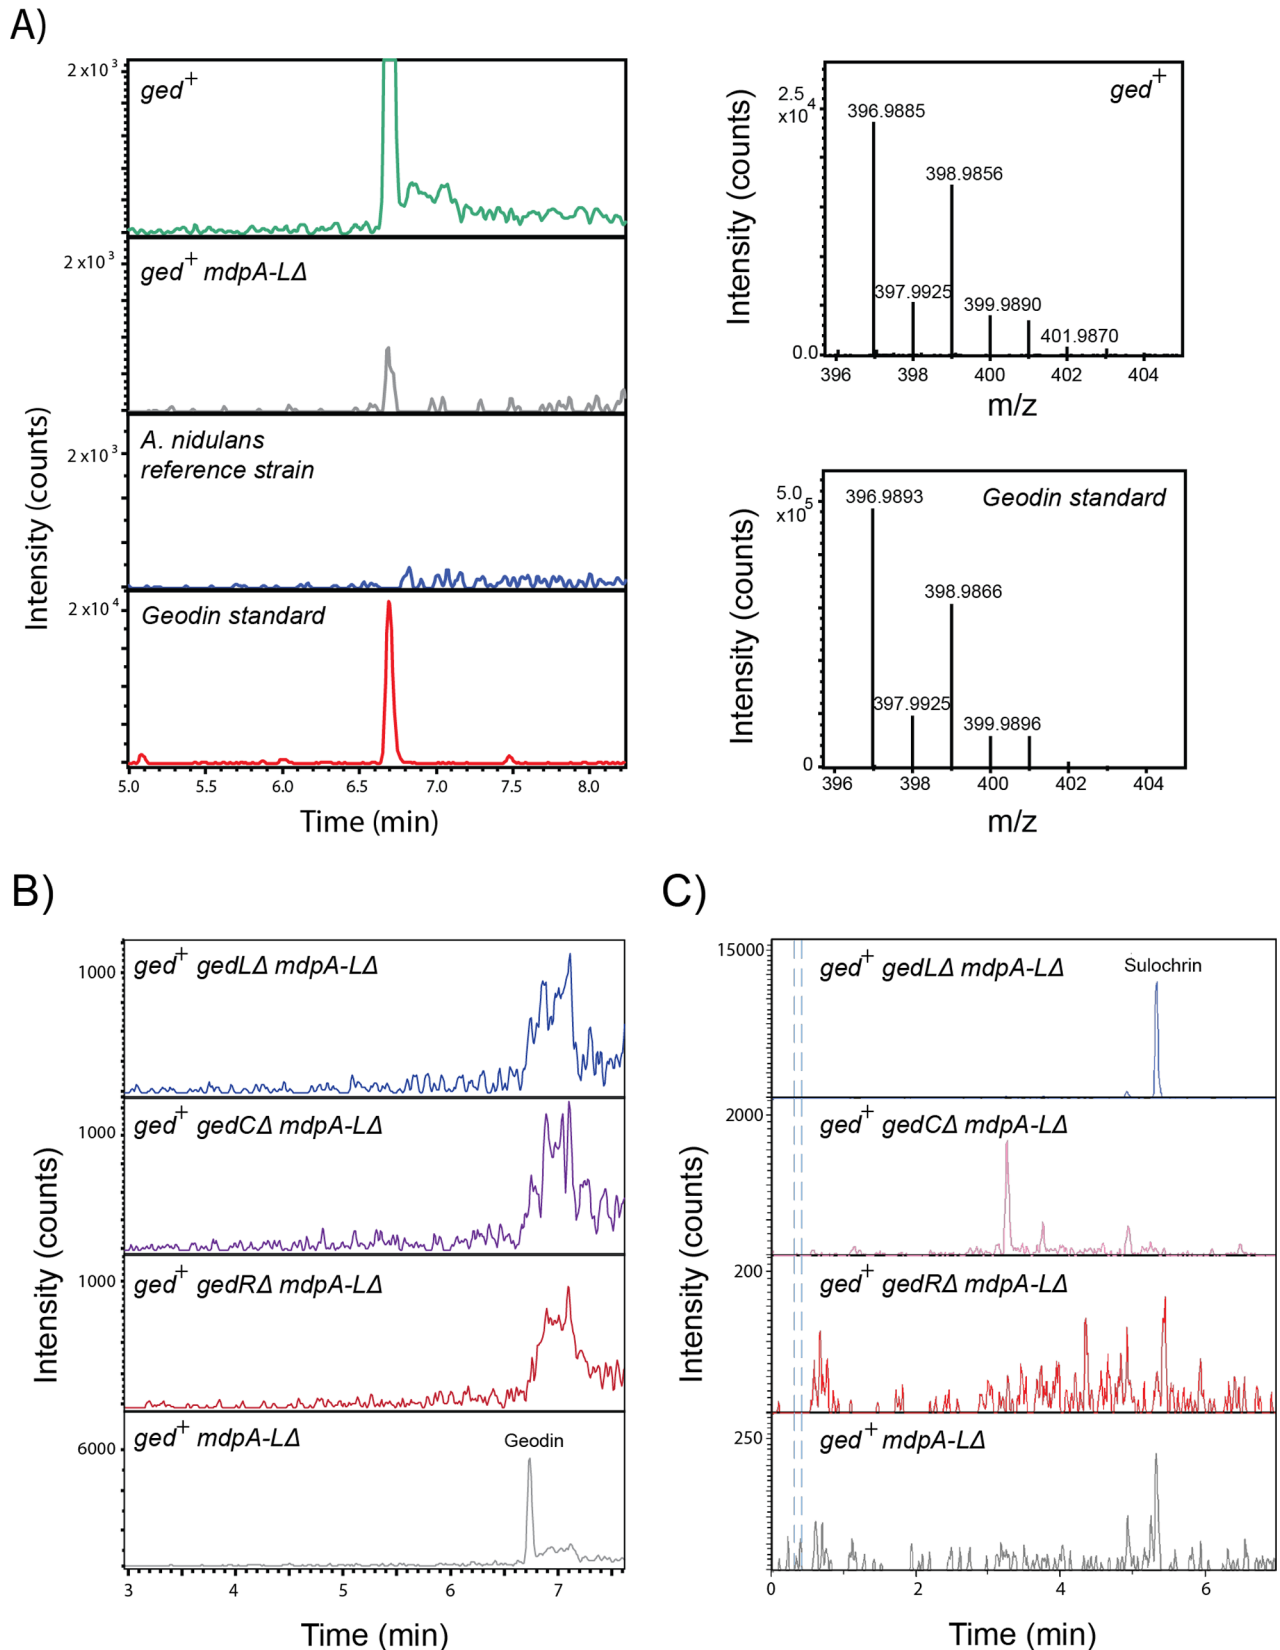 A)
2 x10³
ged⁺
2 x10³
ged⁺ mdpA-LΔ
2 x10³
A. nidulans
reference strain
2 x10⁴
Geodin standard
Intensity (counts)
5.0 5.5 6.0 6.5 7.0 7.5 8.0
Time (min)
2.5
x10⁴
ged⁺
396.9885
398.9856
397.9925
399.9890
401.9870
0.0
Intensity (counts)
396 398 400 402 404
m/z
5.0
x10⁵
Geodin standard
396.9893
398.9866
397.9925
399.9896
0
Intensity (counts)
396 398 400 402 404
m/z
B)
1000
ged⁺ gedLΔ mdpA-LΔ
1000
ged⁺ gedCΔ mdpA-LΔ
1000
ged⁺ gedRΔ mdpA-LΔ
6000
ged⁺ mdpA-LΔ
Geodin
Intensity (counts)
3 4 5 6 7
Time (min)
C)
15000
ged⁺ gedLΔ mdpA-LΔ
Sulochrin
2000
ged⁺ gedCΔ mdpA-LΔ
200
ged⁺ gedRΔ mdpA-LΔ
250
ged⁺ mdpA-LΔ
Intensity (counts)
0 2 4 6
Time (min)